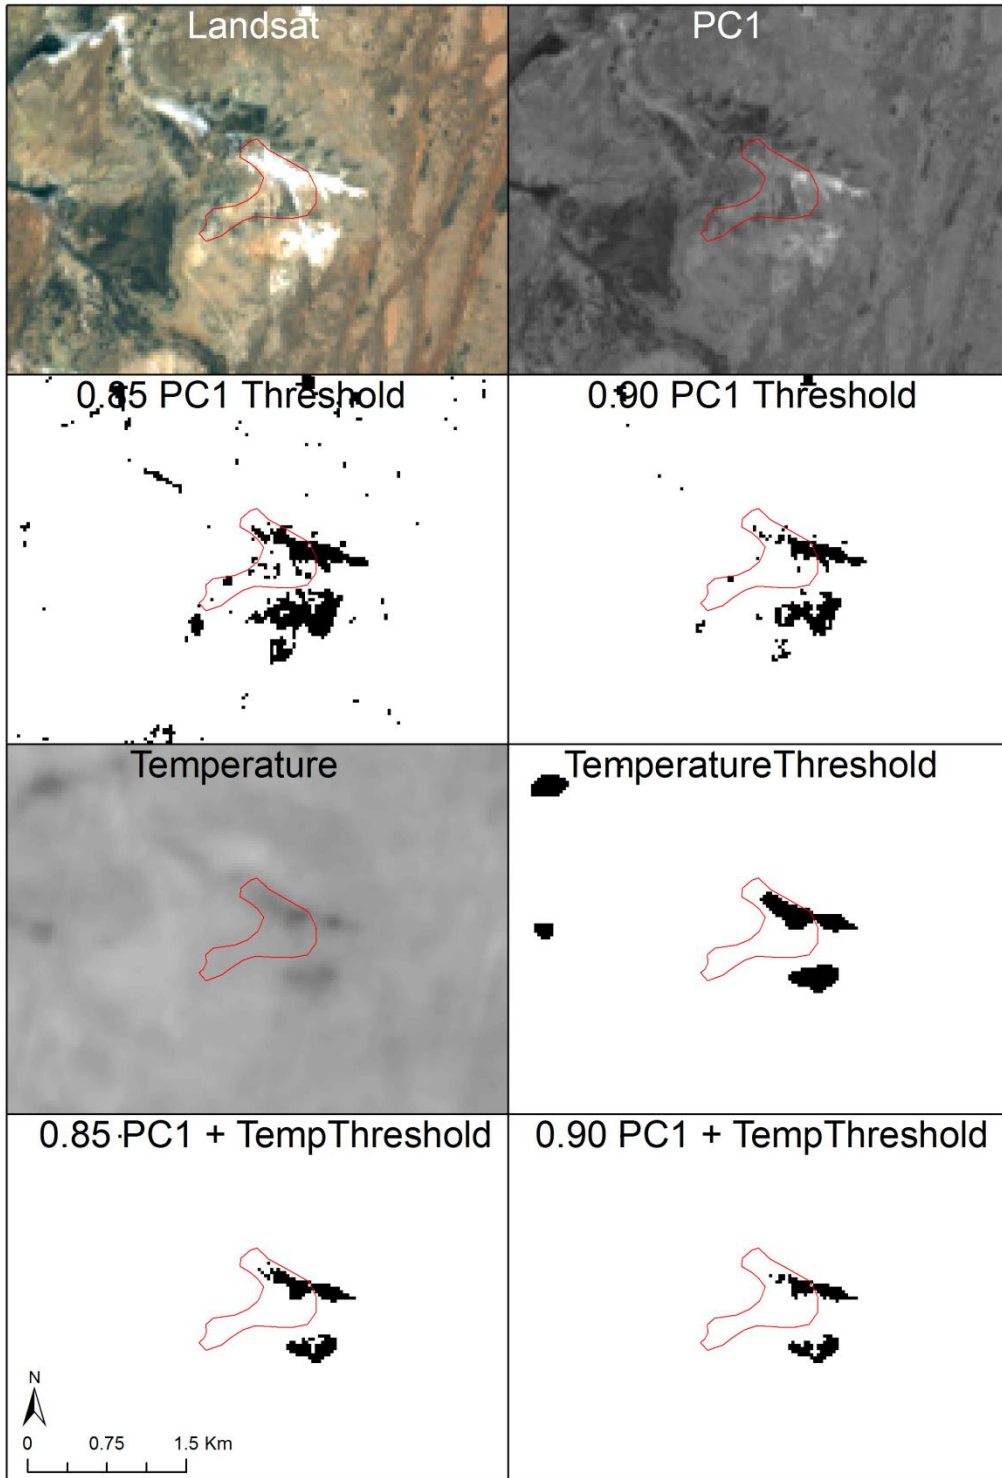 Landsat
PC1
0.85 PC1 Threshold
0.90 PC1 Threshold
Temperature
TemperatureThreshold
0.85 PC1 + TempThreshold
0.90 PC1 + TempThreshold
N
0 0.75 1.5 Km